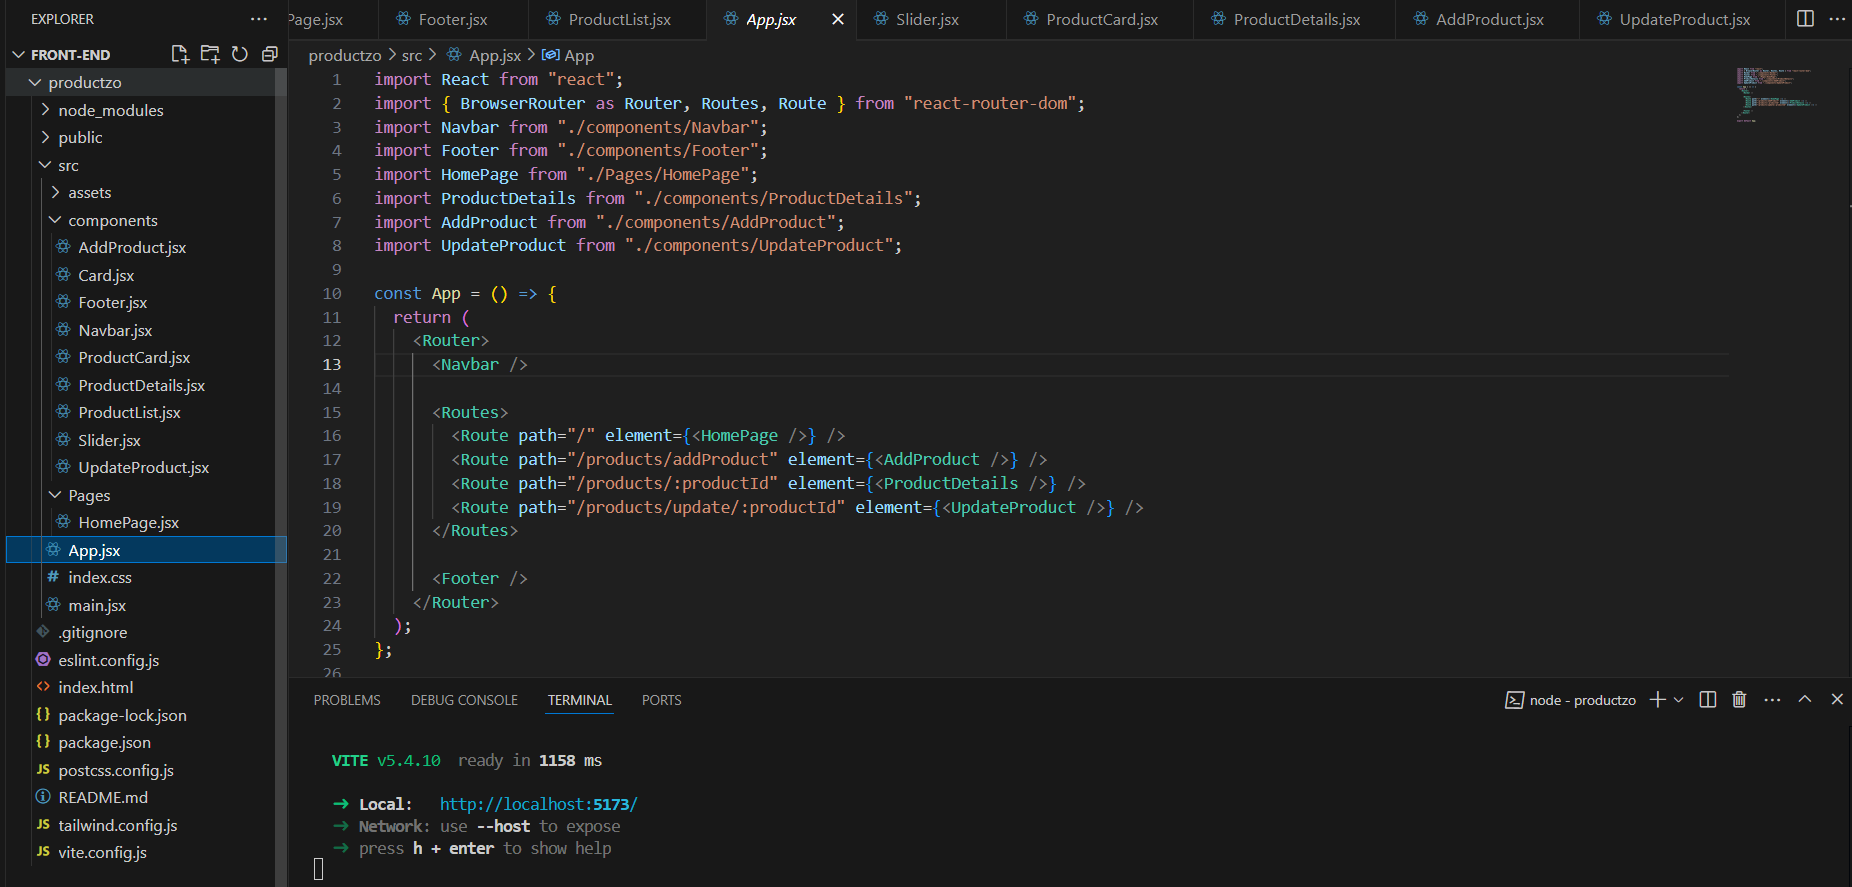 EXPLORER
FRONT-END
productzo
node_modules
public
src
assets
components
AddProduct.jsx
Card.jsx
Footer.jsx
Navbar.jsx
ProductCard.jsx
ProductDetails.jsx
ProductList.jsx
Slider.jsx
UpdateProduct.jsx
Pages
HomePage.jsx
App.jsx
# index.css
main.jsx
.gitignore
eslint.config.js
<> index.html
{} package-lock.json
{} package.json
JS postcss.config.js
README.md
JS tailwind.config.js
JS vite.config.js
Page.jsx Footer.jsx ProductList.jsx App.jsx Slider.jsx ProductCard.jsx ProductDetails.jsx AddProduct.jsx UpdateProduct.jsx
productzo > src > App.jsx > App
1 import React from "react";
2 import { BrowserRouter as Router, Routes, Route } from "react-router-dom";
3 import Navbar from "./components/Navbar";
4 import Footer from "./components/Footer";
5 import HomePage from "./Pages/HomePage";
6 import ProductDetails from "./components/ProductDetails";
7 import AddProduct from "./components/AddProduct";
8 import UpdateProduct from "./components/UpdateProduct";
9
10 const App = () => {
11 return (
12 <Router>
13 <Navbar />
14
15 <Routes>
16 <Route path="/" element={<HomePage />} />
17 <Route path="/products/addProduct" element={<AddProduct />} />
18 <Route path="/products/:productId" element={<ProductDetails />} />
19 <Route path="/products/update/:productId" element={<UpdateProduct />} />
20 </Routes>
21
22 <Footer />
23 </Router>
24 );
25 };
26
PROBLEMS DEBUG CONSOLE TERMINAL PORTS
node - productzo
VITE v5.4.10 ready in 1158 ms
➜ Local: http://localhost:5173/
➜ Network: use --host to expose
➜ press h + enter to show help